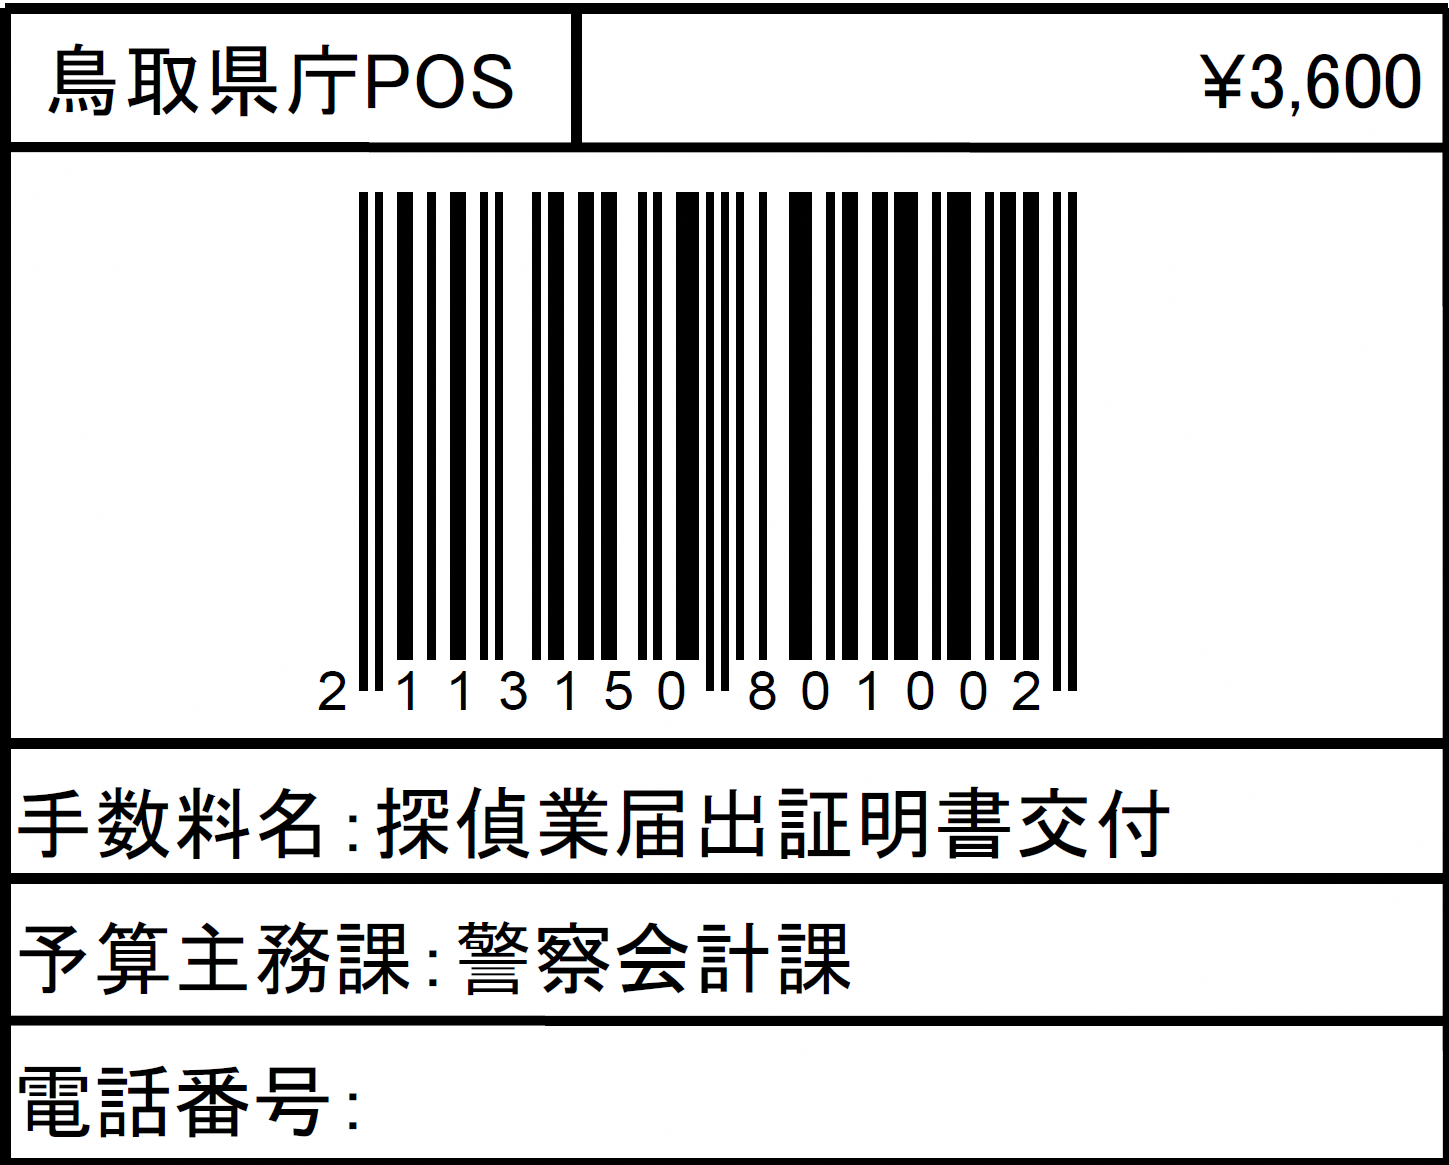 鳥取県庁POS ¥3,600
2 113150 801002
手数料名:探偵業届出証明書交付
予算主務課:警察会計課
電話番号: